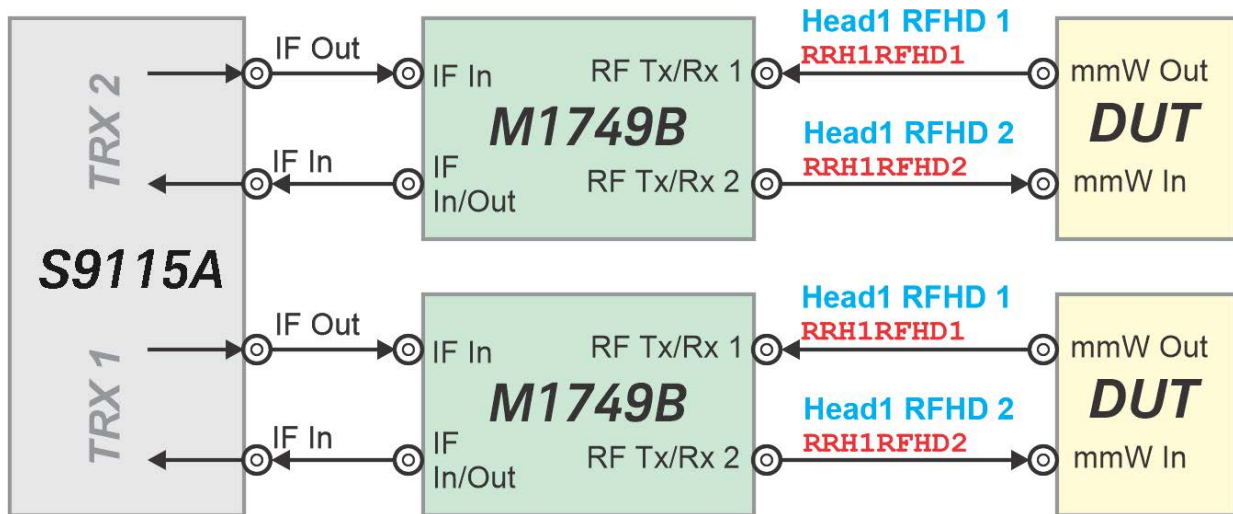 TRX 2
IF Out
IF In
S9115A
IF Out
TRX 1
IF In
IF In
RF Tx/Rx 1
M1749B
IF
In/Out
RF Tx/Rx 2
Head1 RFHD 1
RRH1RFHD1
Head1 RFHD 2
RRH1RFHD2
mmW Out
DUT
mmW In
IF In
RF Tx/Rx 1
M1749B
IF
In/Out
RF Tx/Rx 2
Head1 RFHD 1
RRH1RFHD1
Head1 RFHD 2
RRH1RFHD2
mmW Out
DUT
mmW In